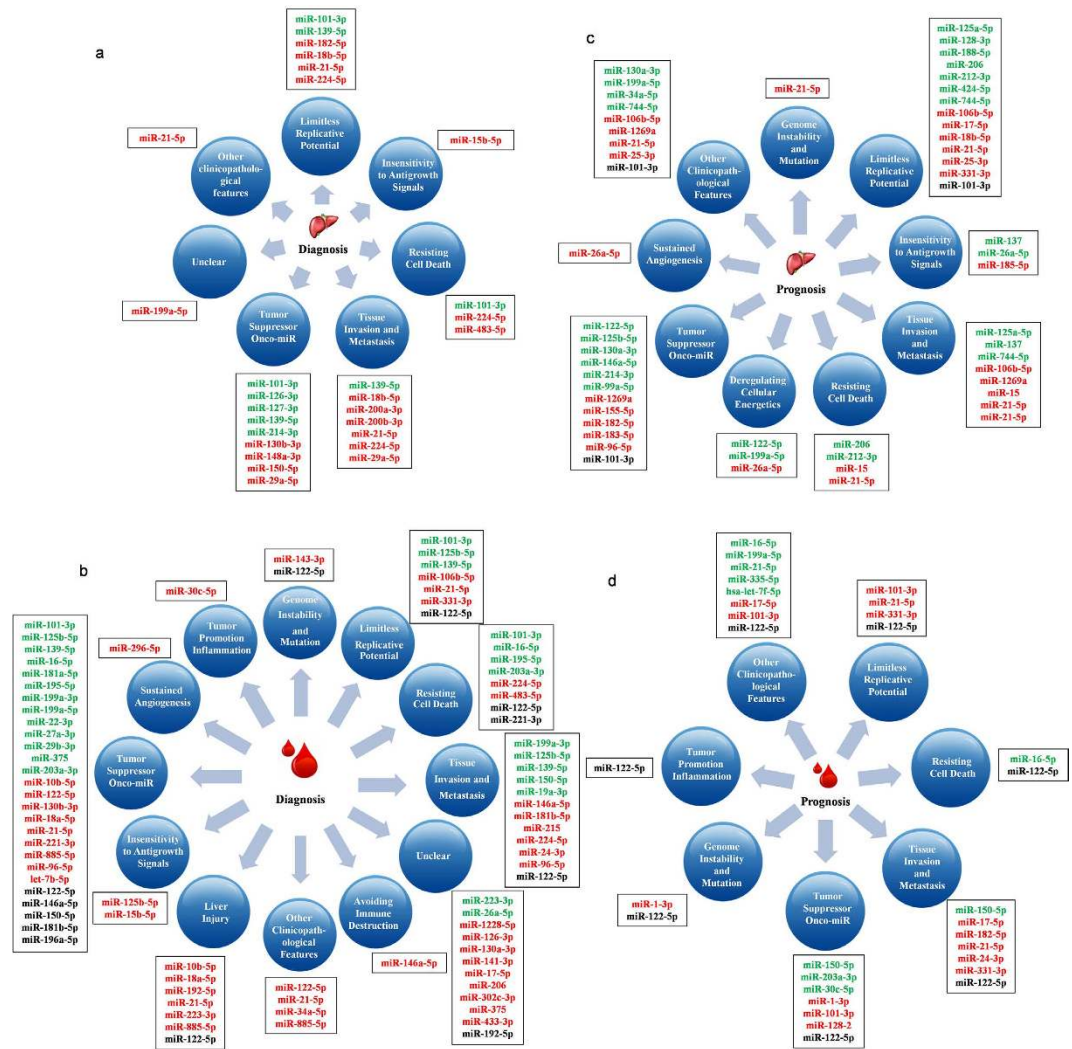 a
miR-101-3p
miR-139-5p
miR-182-5p
miR-18b-5p
miR-21-5p
miR-224-5p
Limitless
Replicative
Potential
miR-21-5p
Other
clinicopatholo-
gical
features
miR-15b-5p
Insensitivity
to Antigrowth
Signals
Diagnosis
Unclear
miR-199a-5p
Resisting
Cell Death
miR-101-3p
miR-224-5p
miR-483-5p
Tumor
Suppressor
Onco-miR
miR-101-3p
miR-126-3p
miR-127-3p
miR-139-5p
miR-214-3p
miR-130b-3p
miR-148a-3p
miR-150-5p
miR-29a-5p
Tissue
Invasion and
Metastasis
miR-139-5p
miR-18b-5p
miR-200a-3p
miR-200b-3p
miR-21-5p
miR-224-5p
miR-29a-5p
c
miR-130a-3p
miR-199a-5p
miR-34a-5p
miR-744-5p
miR-106b-5p
miR-1269a
miR-21-5p
miR-25-3p
miR-101-3p
Other
Clinicopath-
ological
Features
miR-21-5p
Genome
Instability
and
Mutation
miR-125a-5p
miR-128-3p
miR-188-5p
miR-206
miR-212-3p
miR-424-5p
miR-744-5p
miR-106b-5p
miR-17-5p
miR-18b-5p
miR-21-5p
miR-25-3p
miR-331-3p
miR-101-3p
Limitless
Replicative
Potential
miR-26a-5p
Sustained
Angiogenesis
Prognosis
Insensitivity
to Antigrowth
Signals
miR-137
miR-26a-5p
miR-185-5p
miR-122-5p
miR-125b-5p
miR-130a-3p
miR-146a-5p
miR-214-3p
miR-99a-5p
miR-1269a
miR-155-5p
miR-182-5p
miR-183-5p
miR-96-5p
miR-101-3p
Tumor
Suppressor
Onco-miR
Deregulating
Cellular
Energetics
miR-122-5p
miR-199a-5p
miR-26a-5p
Resisting
Cell Death
miR-206
miR-212-3p
miR-15
miR-21-5p
Tissue
Invasion
and
Metastasis
miR-125a-5p
miR-137
miR-744-5p
miR-106b-5p
miR-1269a
miR-15
miR-21-5p
miR-21-5p
b
miR-143-3p
miR-122-5p
Genome
Instability
and
Mutation
miR-101-3p
miR-125b-5p
miR-139-5p
miR-106b-5p
miR-21-5p
miR-331-3p
miR-122-5p
Limitless
Replicative
Potential
miR-30c-5p
Tumor
Promotion
Inflammation
miR-296-5p
Sustained
Angiogenesis
miR-101-3p
miR-16-5p
miR-195-5p
miR-203a-3p
miR-224-5p
miR-483-5p
miR-122-5p
miR-221-3p
Resisting
Cell Death
miR-101-3p
miR-125b-5p
miR-139-5p
miR-16-5p
miR-181a-5p
miR-195-5p
miR-199a-3p
miR-199a-5p
miR-22-3p
miR-27a-3p
miR-29b-3p
miR-375
miR-203a-3p
miR-10b-5p
miR-122-5p
miR-130b-3p
miR-18a-5p
miR-21-5p
miR-221-3p
miR-885-5p
miR-96-5p
let-7b-5p
miR-122-5p
miR-146a-5p
miR-150-5p
miR-181b-5p
miR-196a-5p
Tumor
Suppressor
Onco-miR
Diagnosis
Tissue
Invasion and
Metastasis
miR-199a-3p
miR-125b-5p
miR-139-5p
miR-150-5p
miR-19a-3p
miR-146a-5p
miR-181b-5p
miR-215
miR-224-5p
miR-24-3p
miR-96-5p
miR-122-5p
Insensitivity
to Antigrowth
Signals
miR-125b-5p
miR-15b-5p
Liver
Injury
miR-10b-5p
miR-18a-5p
miR-192-5p
miR-21-5p
miR-223-3p
miR-885-5p
miR-122-5p
Other
Clinicopath-
ological
Features
miR-122-5p
miR-21-5p
miR-34a-5p
miR-885-5p
Avoiding
Immune
Destruction
miR-146a-5p
Unclear
miR-223-3p
miR-26a-5p
miR-1228-5p
miR-126-3p
miR-130a-3p
miR-141-3p
miR-17-5p
miR-206
miR-302c-3p
miR-375
miR-433-3p
miR-192-5p
d
miR-16-5p
miR-199a-5p
miR-21-5p
miR-335-5p
hsa-let-7f-5p
miR-17-5p
miR-101-3p
miR-122-5p
Other
Clinicopatho-
logical
Features
miR-101-3p
miR-21-5p
miR-331-3p
miR-122-5p
Limitless
Replicative
Potential
miR-122-5p
Tumor
Promotion
Inflammation
Prognosis
Resisting
Cell Death
miR-16-5p
miR-122-5p
Genome
Instability and
Mutation
miR-1-3p
miR-122-5p
Tumor
Suppressor
Onco-miR
miR-150-5p
miR-203a-3p
miR-30c-5p
miR-1-3p
miR-101-3p
miR-128-2
miR-122-5p
Tissue
Invasion and
Metastasis
miR-150-5p
miR-17-5p
miR-182-5p
miR-21-5p
miR-24-3p
miR-331-3p
miR-122-5p